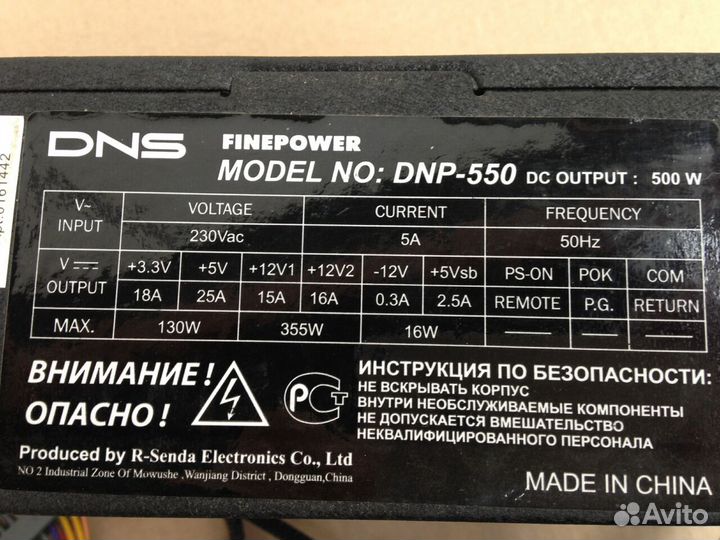 DNS FINEPOWER
MODEL NO: DNP-550 DC OUTPUT : 500 W
V~ INPUT VOLTAGE CURRENT FREQUENCY
230Vac 5A 50Hz
V OUTPUT +3.3V +5V +12V1 +12V2 -12V +5Vsb PS-ON POK COM
18A 25A 15A 16A 0.3A 2.5A REMOTE P.G. RETURN
MAX. 130W 355W 16W
ВНИМАНИЕ!
ОПАСНО!
РСТ
ИНСТРУКЦИЯ ПО БЕЗОПАСНОСТИ:
НЕ ВСКРЫВАТЬ КОРПУС
ВНУТРИ НЕОБСЛУЖИВАЕМЫЕ КОМПОНЕНТЫ
НЕ ДОПУСКАЕТСЯ ВМЕШАТЕЛЬСТВО
НЕКВАЛИФИЦИРОВАННОГО ПЕРСОНАЛА
Produced by R-Senda Electronics Co., Ltd
NO 2 Industrial Zone Of Mowushe ,Wanjiang District , Dongguan,China
MADE IN CHINA
Avito